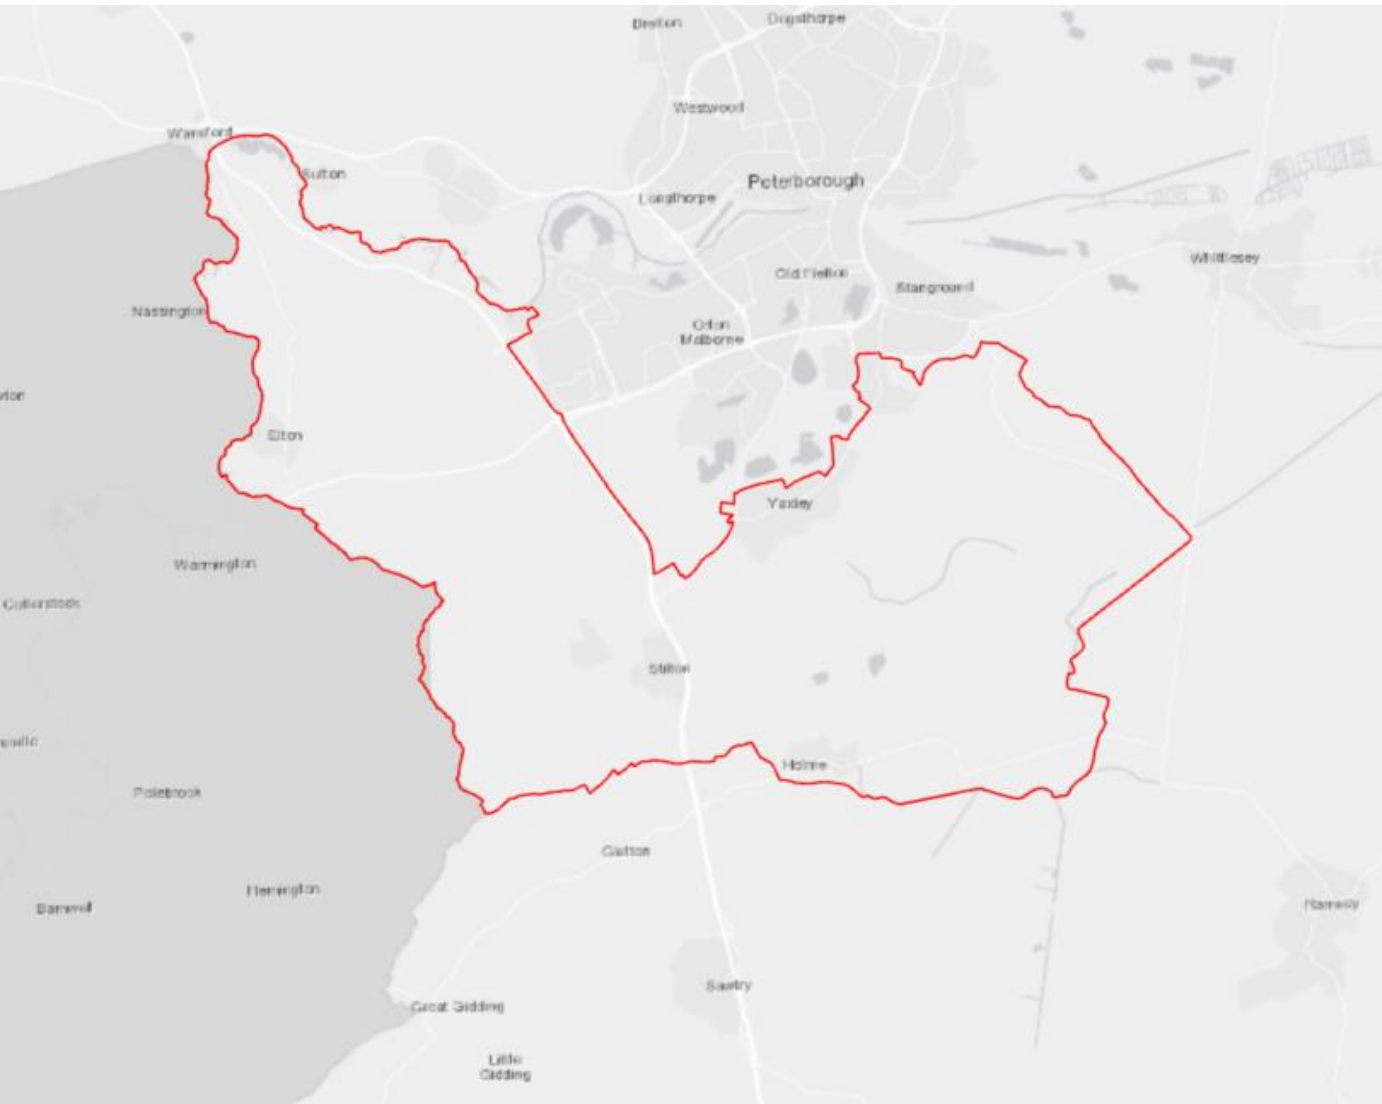 Bretton
Dogsthorpe
Westwood
Wansford
Sutton
Peterborough
Longthorpe
Whittlesey
Old Fletton
Stanground
Nassington
Orton
Malborne
Elton
Yaxley
Warmington
Cotterstock
Stilton
Holme
Polebrook
Glatton
Hemington
Barnwell
Ramsey
Sawtry
Great Gidding
Little
Gidding